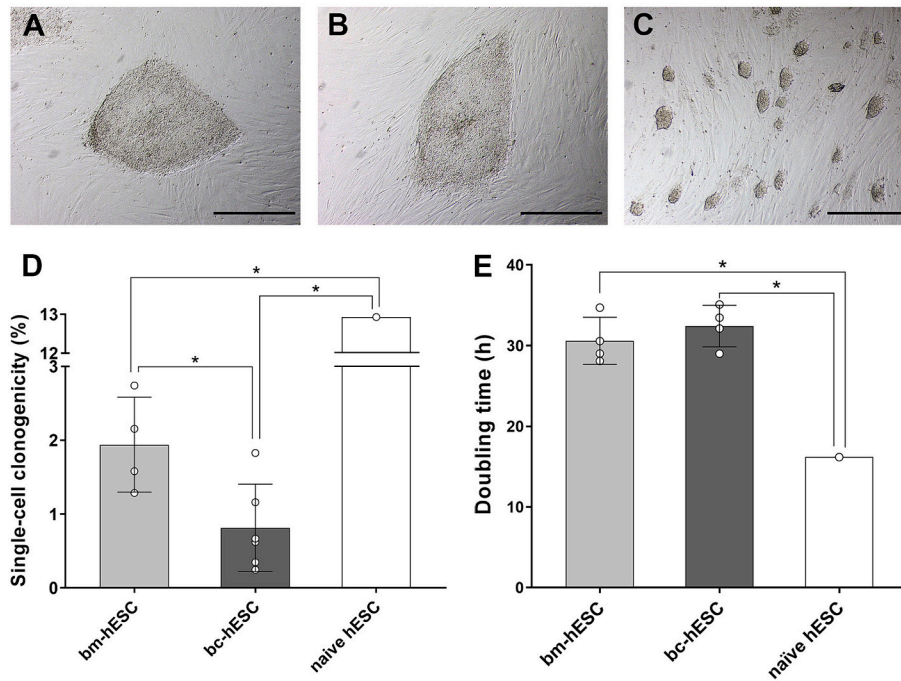 A
B
C
D
*
*
*
Single-cell clonogenicity (%)
13
12
3
2
1
0
bm-hESC
bc-hESC
naïve hESC
E
*
*
Doubling time (h)
40
30
20
10
0
bm-hESC
bc-hESC
naïve hESC